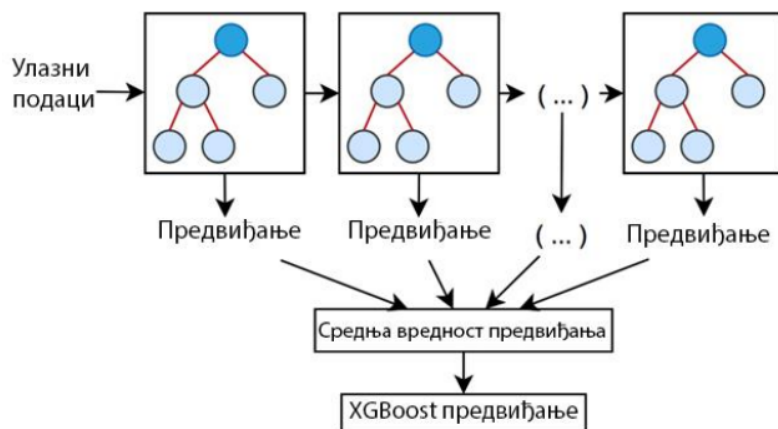 Улазни
подаци
(...)
Предвиђање
Предвиђање
(...)
Предвиђање
Средња вредност предвиђања
XGBoost предвиђање